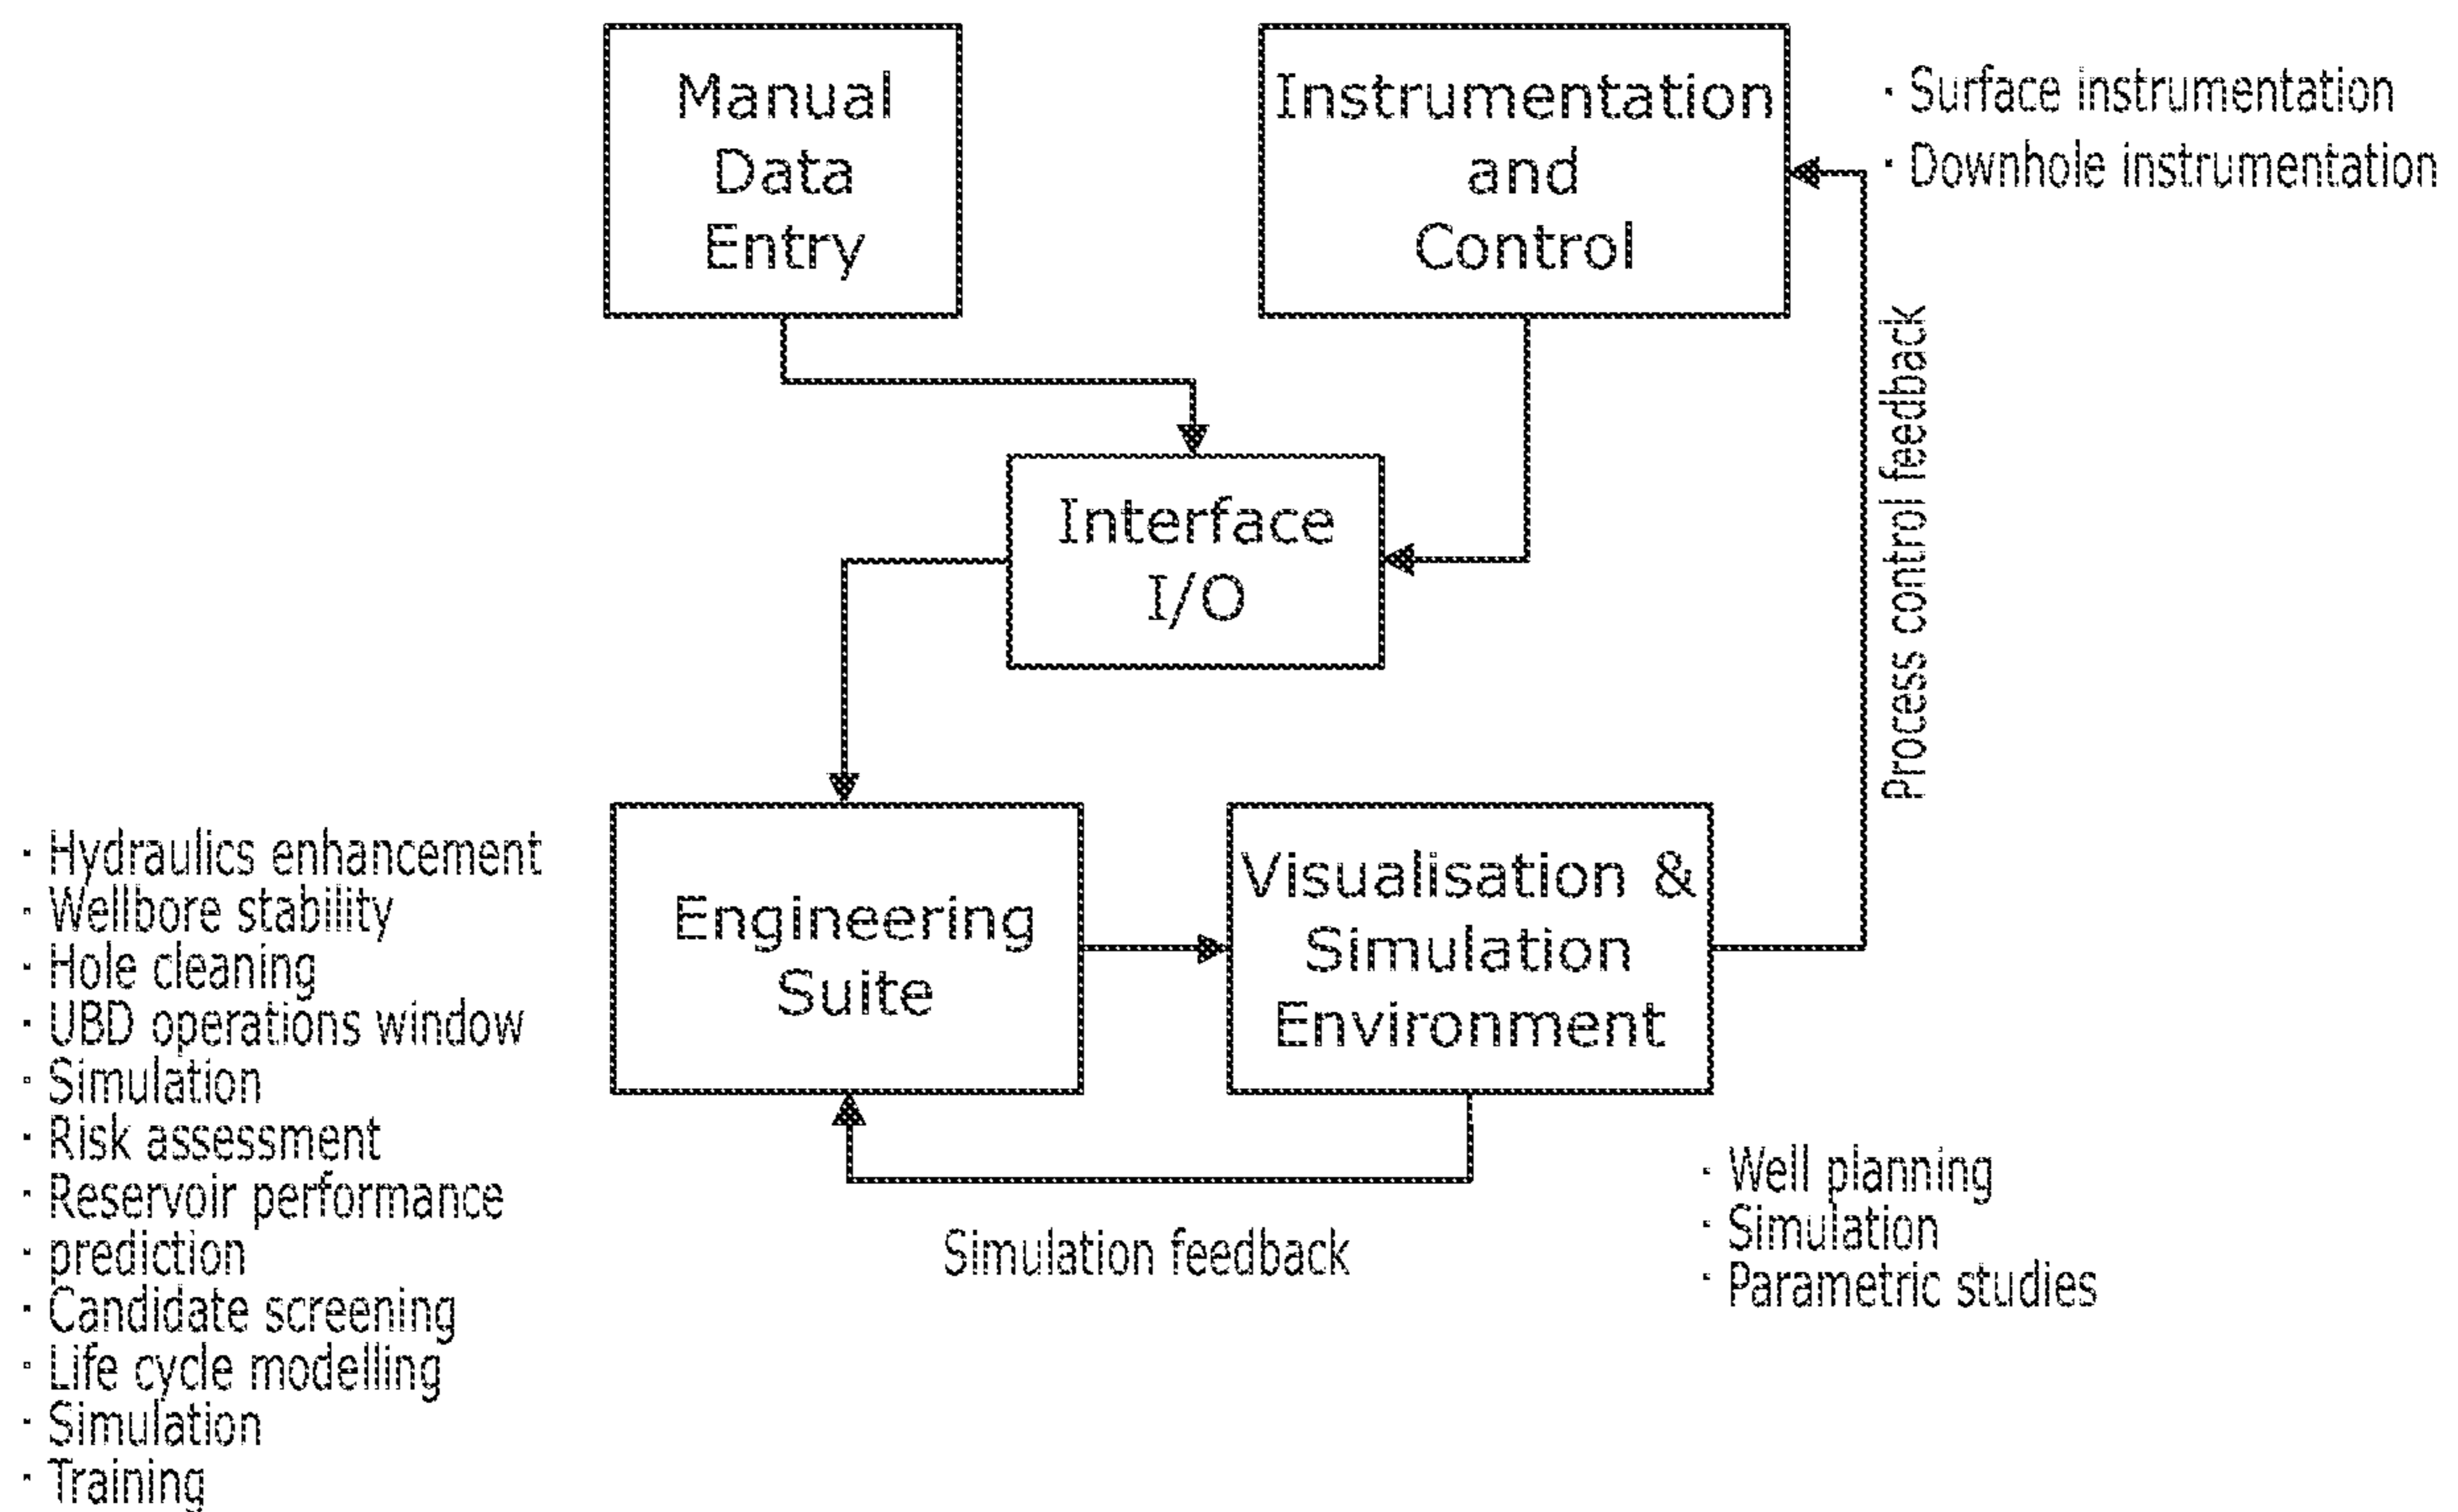 Manual
Data
Entry
Instrumentation
and
Control
· Surface instrumentation
· Downhole instrumentation
Process control feedback
Interface
I/O
Engineering
Suite
Visualisation &
Simulation
Environment
· Hydraulics enhancement
· Wellbore stability
· Hole cleaning
· UBD operations window
· Simulation
· Risk assessment
· Reservoir performance
· prediction
· Candidate screening
· Life cycle modelling
· Simulation
· Training
Simulation feedback
· Well planning
· Simulation
· Parametric studies